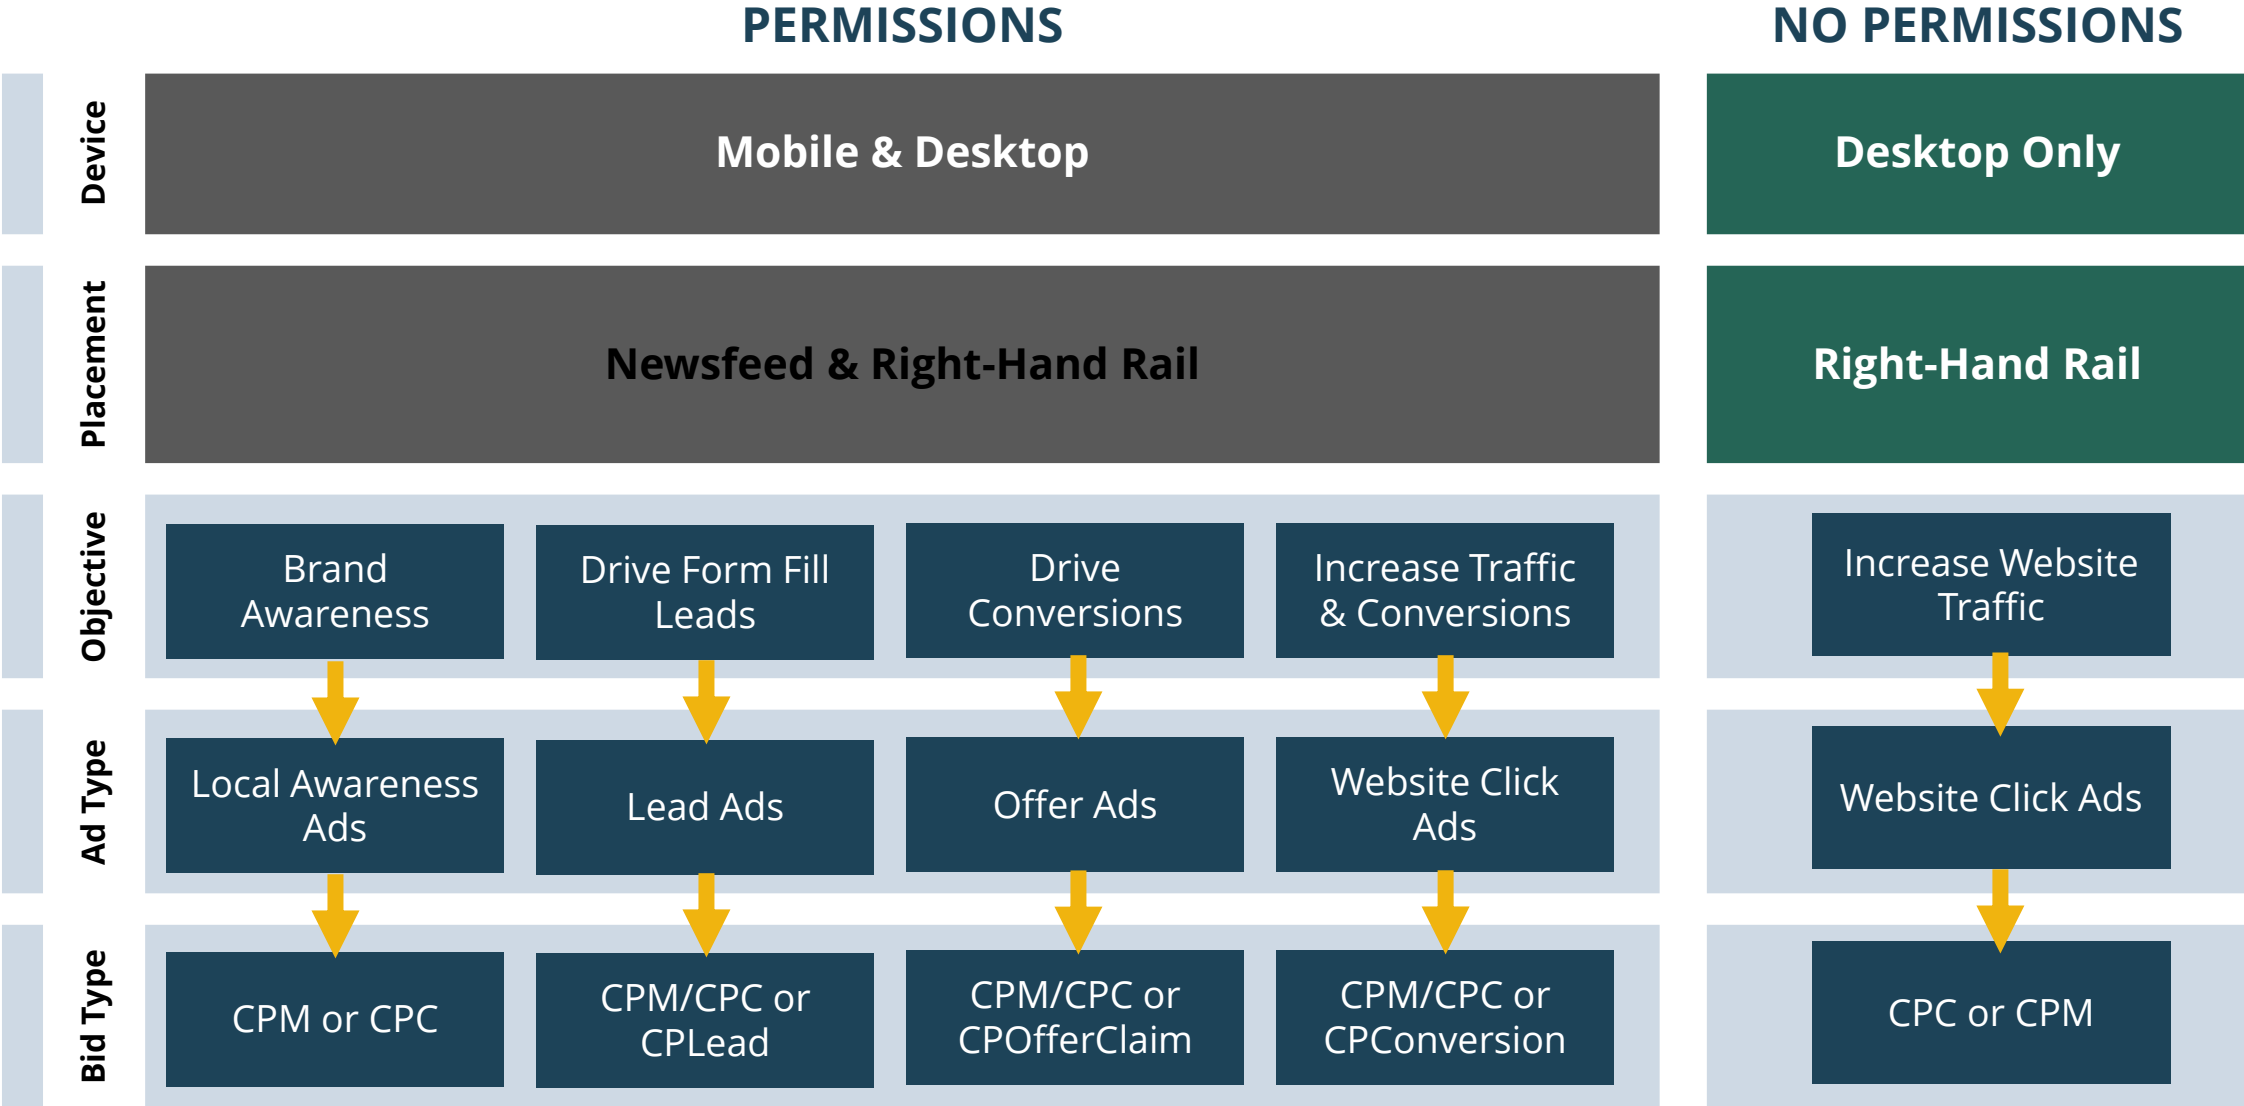 PERMISSIONS
NO PERMISSIONS
Device
Mobile & Desktop
Desktop Only
Placement
Newsfeed & Right-Hand Rail
Right-Hand Rail
Objective
Brand
Awareness
Drive Form Fill
Leads
Drive
Conversions
Increase Traffic
& Conversions
Increase Website
Traffic
Ad Type
Local Awareness
Ads
Lead Ads
Offer Ads
Website Click
Ads
Website Click Ads
Bid Type
CPM or CPC
CPM/CPC or
CPLead
CPM/CPC or
CPOfferClaim
CPM/CPC or
CPConversion
CPC or CPM